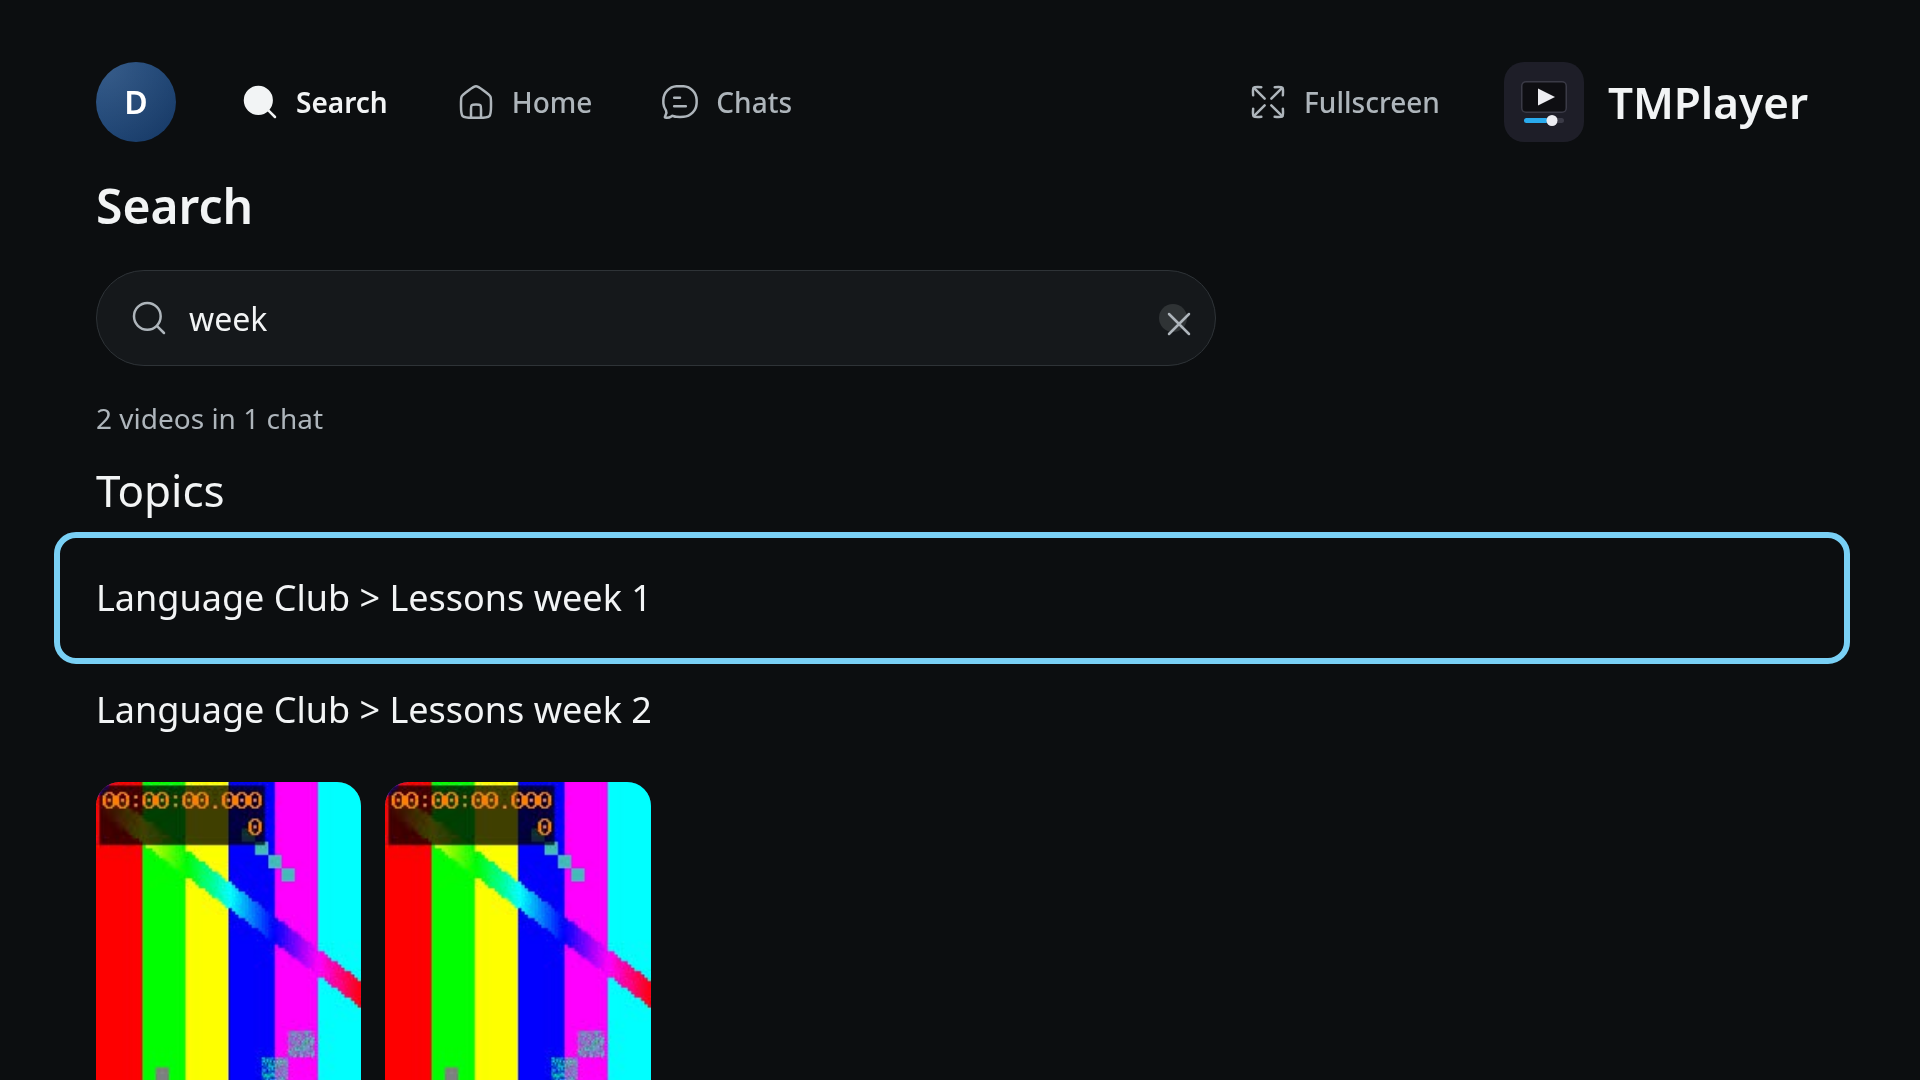 D
Search
Home
Chats
Fullscreen
TMPlayer
Search
week
2 videos in 1 chat
Topics
Language Club > Lessons week 1
Language Club > Lessons week 2
00:00:00.000
0
00:00:00.000
0